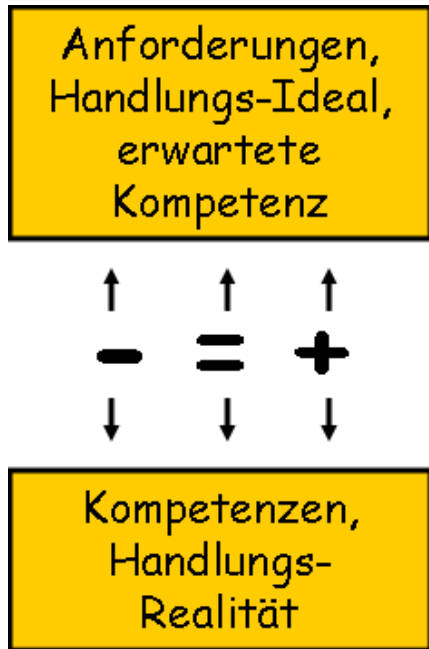 Anforderungen,
Handlungs-Ideal,
erwartete
Kompetenz
- = +
Kompetenzen,
Handlungs-
Realität